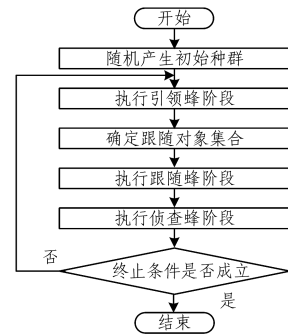 开始
随机产生初始种群
执行引领蜂阶段
确定跟随对象集合
执行跟随蜂阶段
执行侦查蜂阶段
否
终止条件是否成立
是
结束